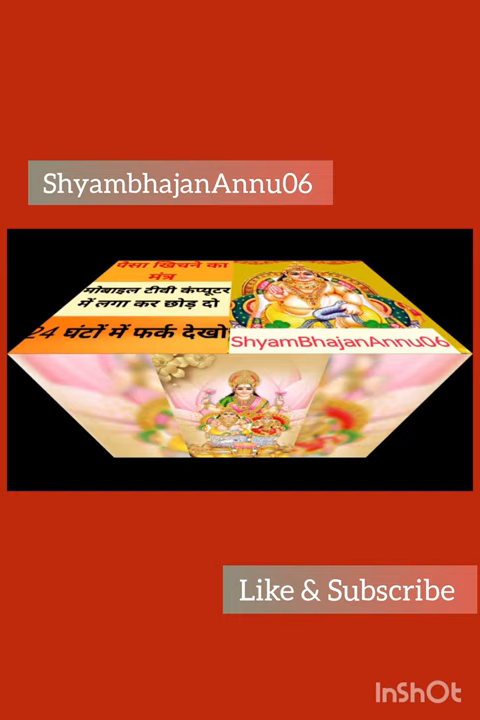 ShyambhajanAnnu06
पैसा खिचने का
मंत्र
मोबाइल टीवी कंप्यूटर
में लगा कर छोड़ दो
24 घंटों में फर्क देखो
ShyamBhajanAnnu06
Like & Subscribe
InShOt